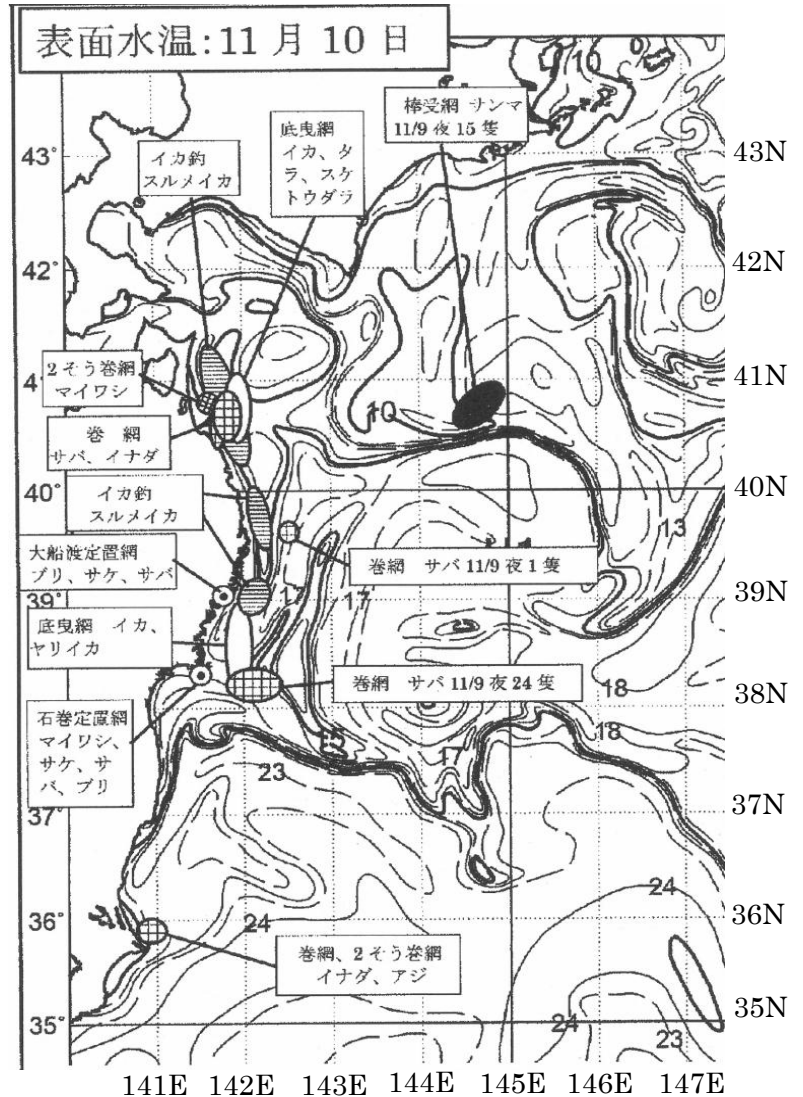 表面水温:11月10日
棒受網 サンマ
11/9 夜 15 隻
底曳網
イカ、タ
ラ、スケ
トウダラ
イカ釣
スルメイカ
10
43°
43N
42°
42N
2そう巻網
マイワシ
41N
10
巻 網
サバ、イナダ
40°
40N
イカ釣
スルメイカ
13
大船渡定置網
ブリ、サケ、サバ
巻網 サバ 11/9 夜 1 隻
39°
17
17
39N
底曳網 イカ、
ヤリイカ
巻網 サバ 11/9 夜 24 隻
18
38N
石巻定置網
マイワシ、
サケ、サ
バ、ブリ
18
17
23
37°
37N
24
36°
24
36N
巻網、2そう巻網
イナダ、アジ
35N
35°
24
23
141E 142E 143E 144E 145E 146E 147E